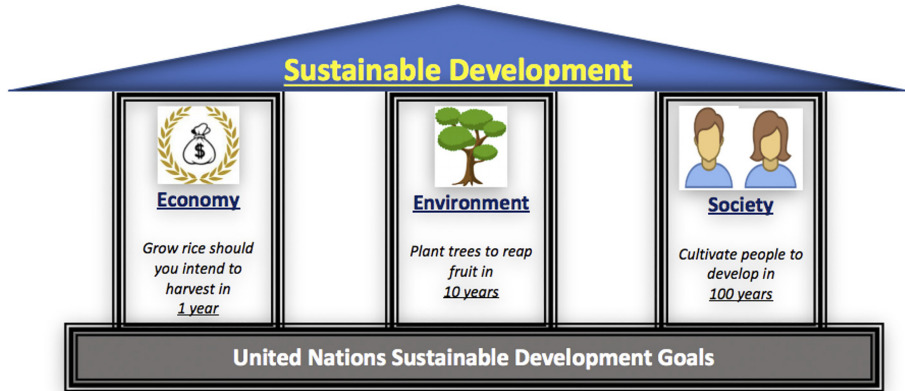 Sustainable Development
$
Economy
Grow rice should
you intend to
harvest in
1 year
Environment
Plant trees to reap
fruit in
10 years
Society
Cultivate people to
develop in
100 years
United Nations Sustainable Development Goals